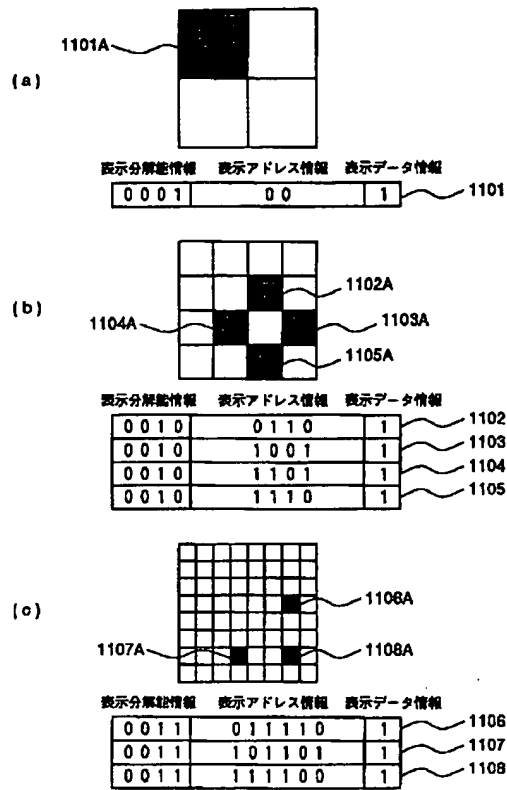 (a)
1101A
表示分解能情報 表示アドレス情報 表示データ情報
0001 00 1 1101
(b)
1102A
1104A 1103A
1105A
表示分解能情報 表示アドレス情報 表示データ情報
0010 0110 1 1102
0010 1001 1 1103
0010 1101 1 1104
0010 1110 1 1105
(c)
1106A
1107A 1108A
表示分解能情報 表示アドレス情報 表示データ情報
0011 011110 1 1106
0011 101101 1 1107
0011 111100 1 1108